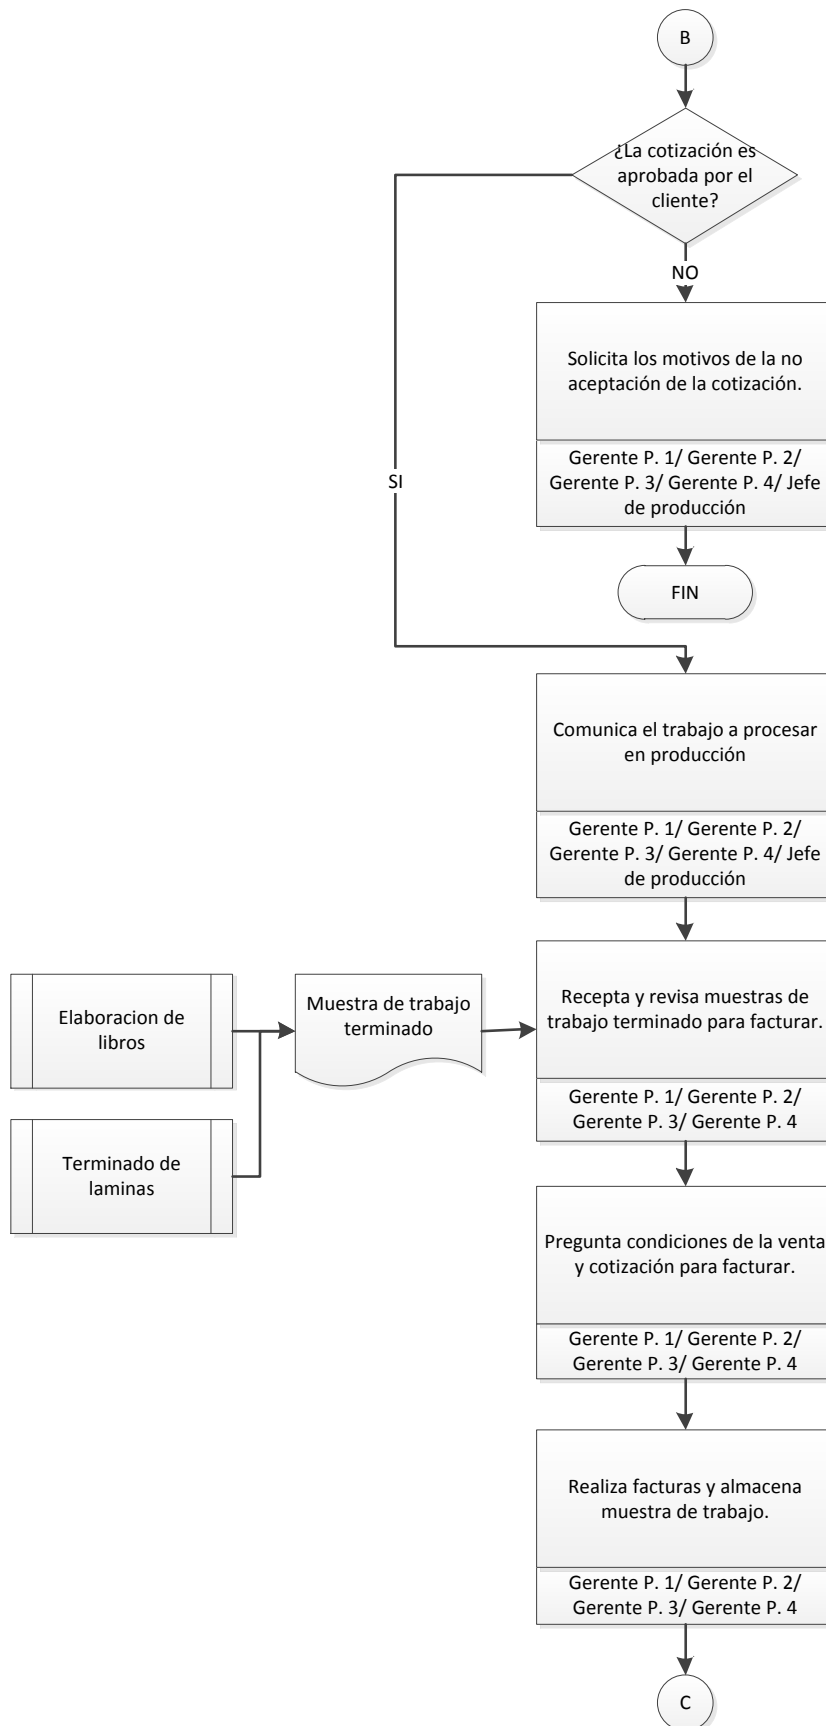 B
¿La cotización es
aprobada por el
cliente?
NO
Solicita los motivos de la no
aceptación de la cotización.
Gerente P. 1/ Gerente P. 2/
Gerente P. 3/ Gerente P. 4/ Jefe
de producción
SI
FIN
Comunica el trabajo a procesar
en producción
Gerente P. 1/ Gerente P. 2/
Gerente P. 3/ Gerente P. 4/ Jefe
de producción
Elaboracion de
libros
Muestra de trabajo
terminado
Recepta y revisa muestras de
trabajo terminado para facturar.
Gerente P. 1/ Gerente P. 2/
Gerente P. 3/ Gerente P. 4
Terminado de
laminas
Pregunta condiciones de la venta
y cotización para facturar.
Gerente P. 1/ Gerente P. 2/
Gerente P. 3/ Gerente P. 4
Realiza facturas y almacena
muestra de trabajo.
Gerente P. 1/ Gerente P. 2/
Gerente P. 3/ Gerente P. 4
C